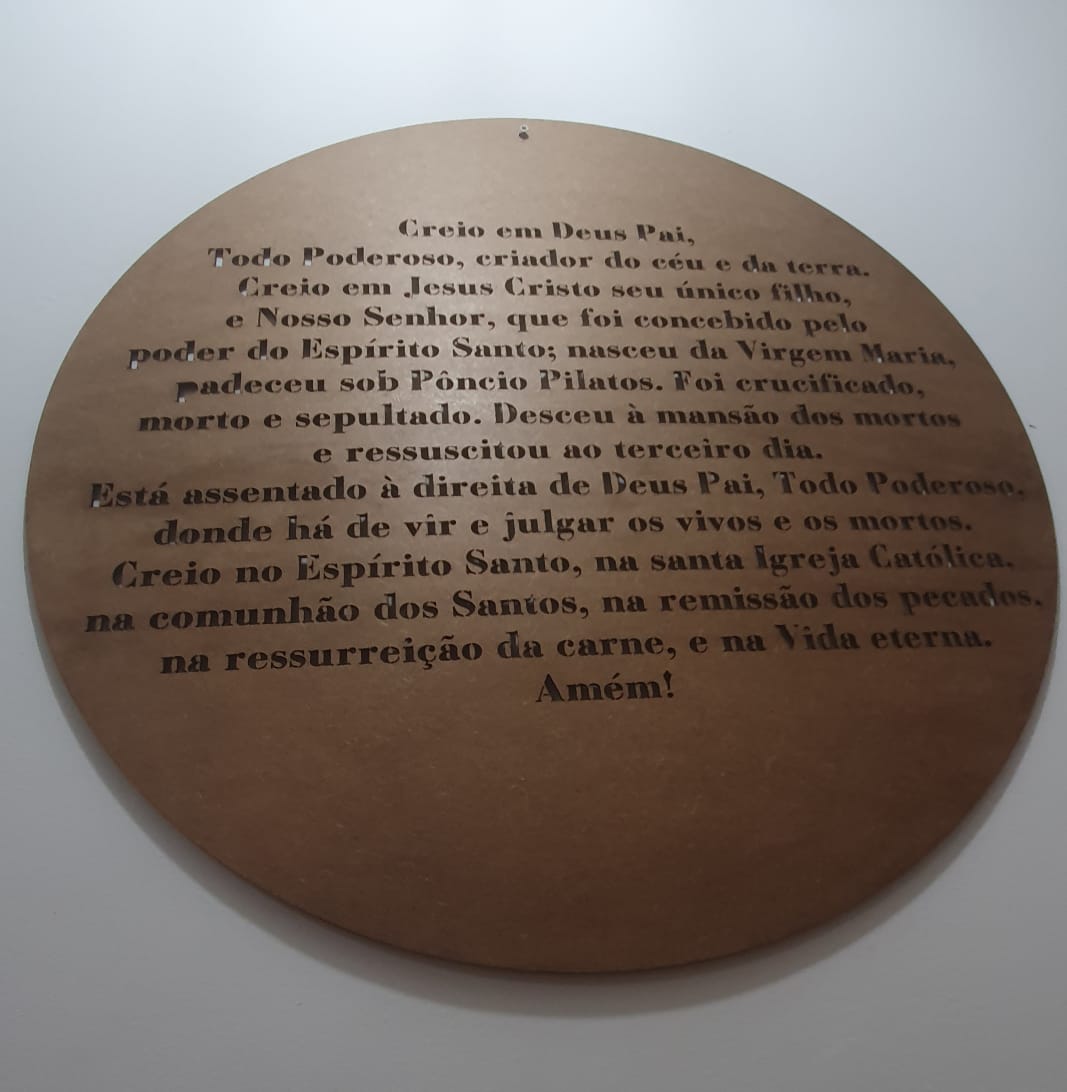 Creio em Deus Pai,
Todo Poderoso, criador do céu e da terra.
Creio em Jesus Cristo seu único filho,
e Nosso Senhor, que foi concebido pelo
poder do Espírito Santo; nasceu da Virgem Maria,
padeceu sob Pôncio Pilatos. Foi crucificado,
morto e sepultado. Desceu à mansão dos mortos
e ressuscitou ao terceiro dia.
Está assentado à direita de Deus Pai, Todo Poderoso,
donde há de vir e julgar os vivos e os mortos.
Creio no Espírito Santo, na santa Igreja Católica,
na comunhão dos Santos, na remissão dos pecados,
na ressurreição da carne, e na Vida eterna.
Amém!